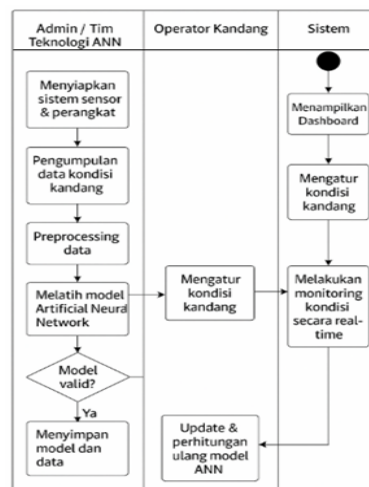 Admin / Tim
Teknologi ANN
Operator Kandang
Sistem
Menyiapkan
sistem sensor
& perangkat
Pengumpulan
data kondisi
kandang
Preprocessing
data
Melatih model
Artificial Neural
Network
Model
valid?
Ya
Menyimpan
model dan
data
Mengatur
kondisi
kandang
Update &
perhitungan
ulang model
ANN
Menampilkan
Dashboard
Mengatur
kondisi
kandang
Melakukan
monitoring
kondisi
secara real-
time